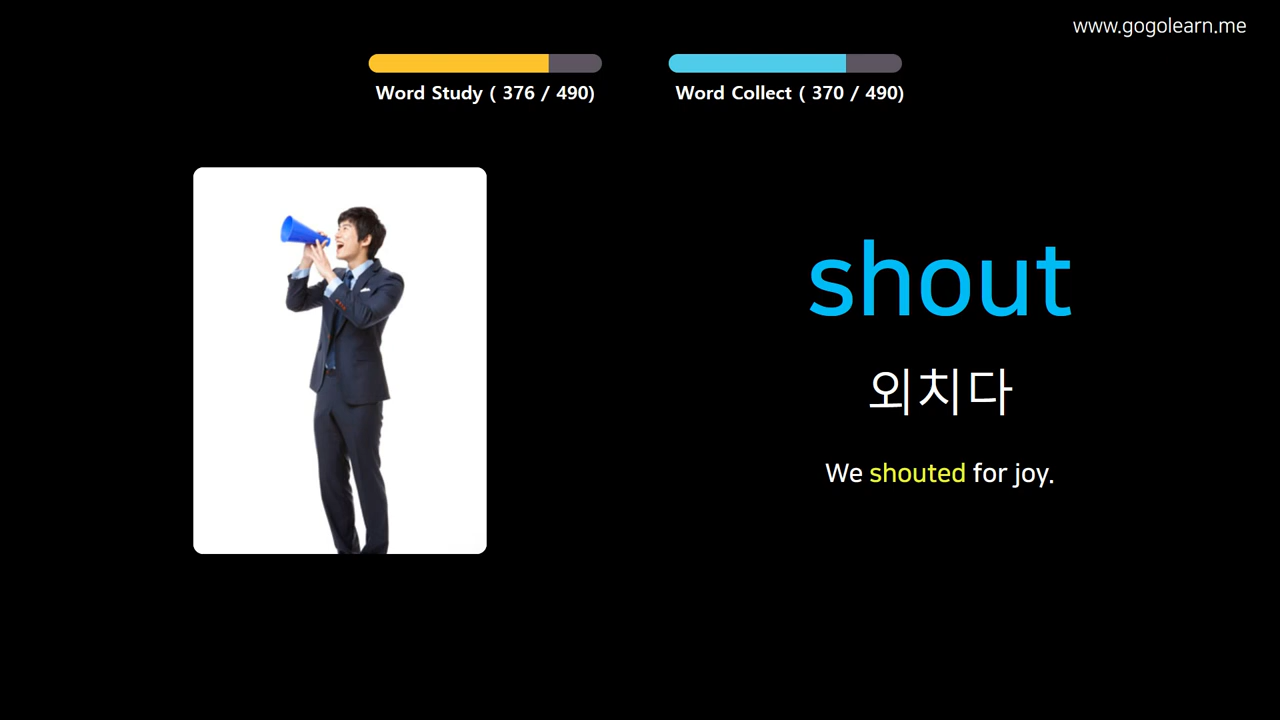 www.gogolearn.me
Word Study ( 376 / 490)
Word Collect ( 370 / 490)
shout
외치다
We shouted for joy.